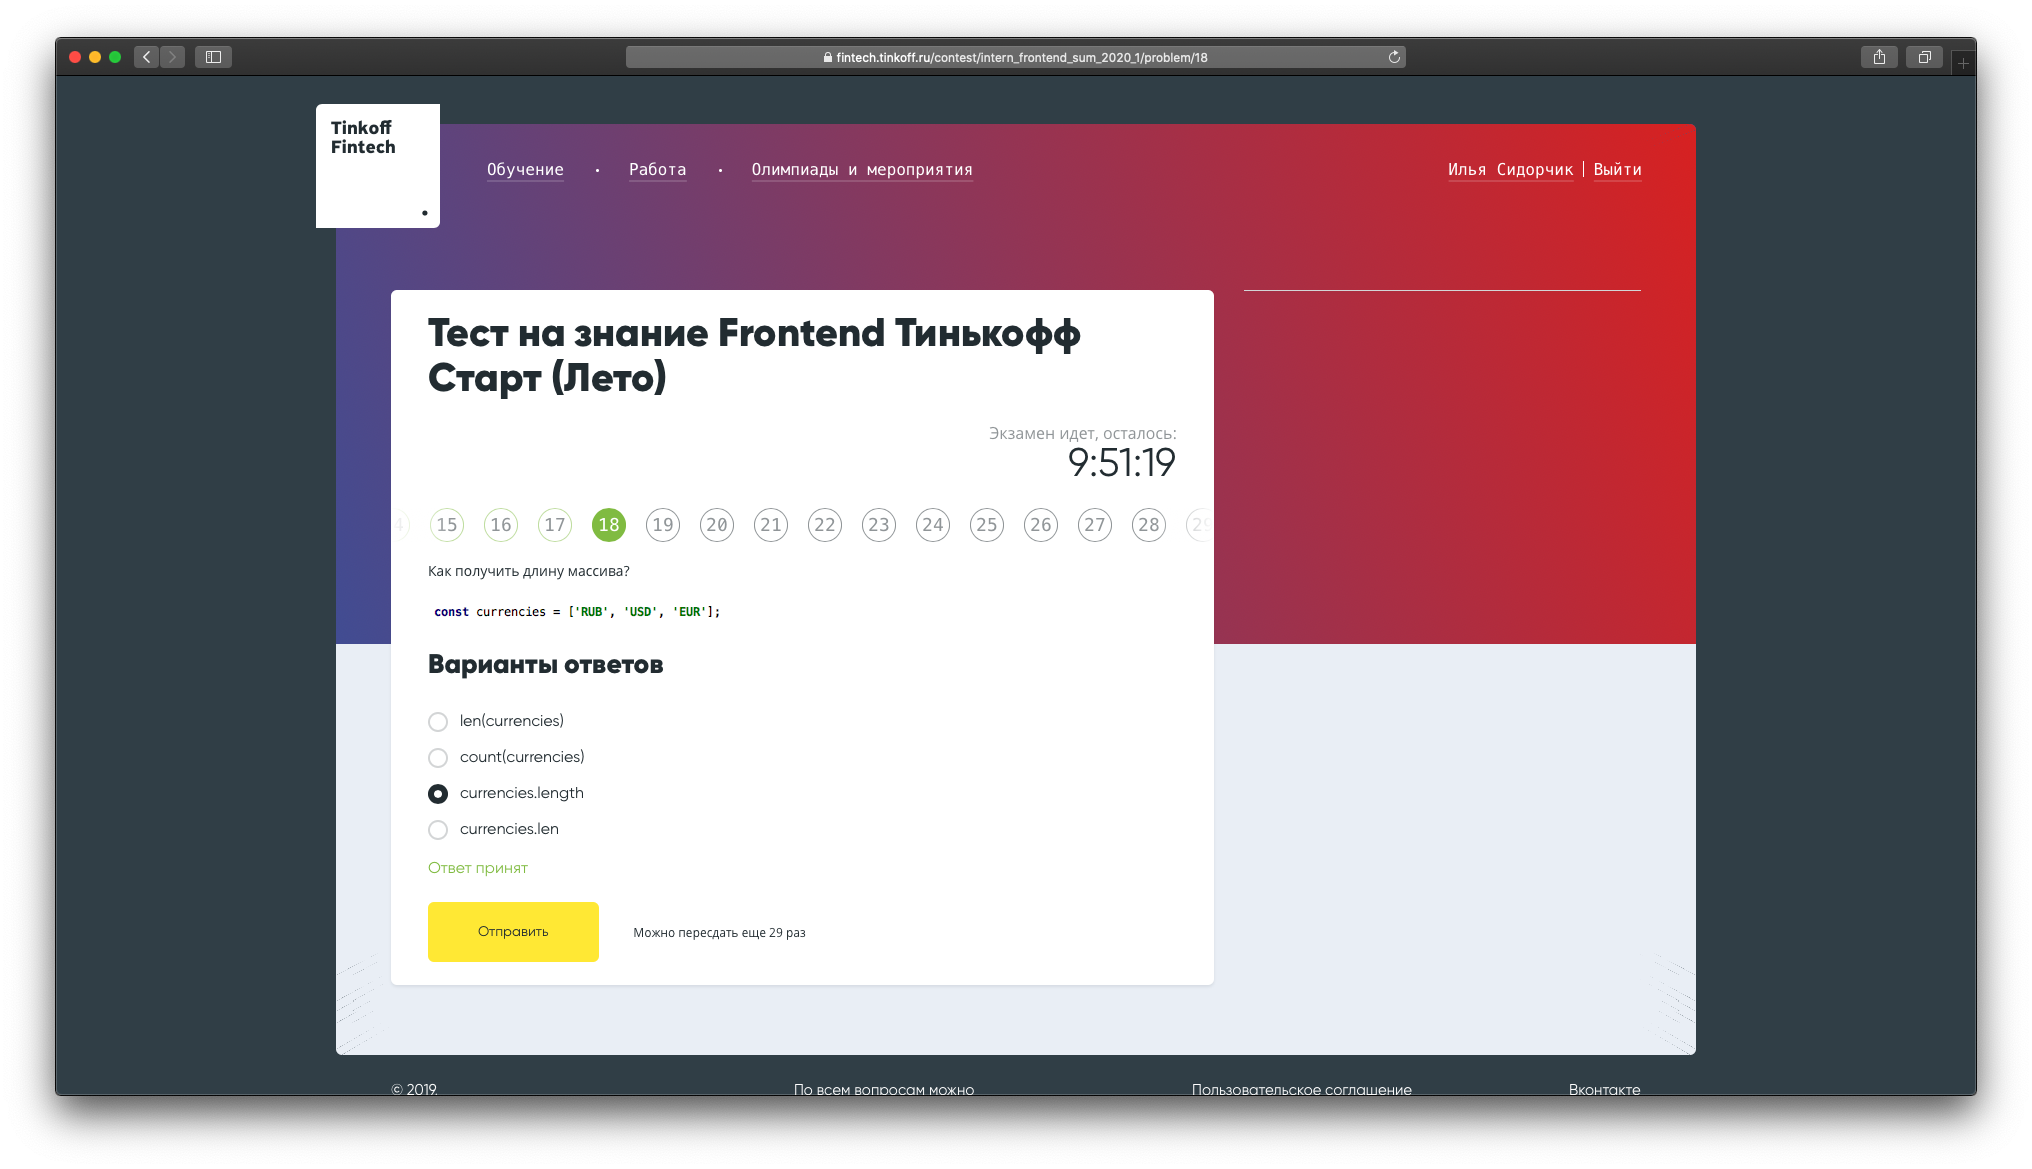 fintech.tinkoff.ru/contest/intern_frontend_sum_2020_1/problem/18
Tinkoff
Fintech
Обучение • Работа • Олимпиады и мероприятия
Илья Сидорчик | Выйти
Тест на знание Frontend Тинькофф
Старт (Лето)
Экзамен идет, осталось:
9:51:19
15 16 17 18 19 20 21 22 23 24 25 26 27 28
Как получить длину массива?
const currencies = ['RUB', 'USD', 'EUR'];
Варианты ответов
len(currencies)
count(currencies)
currencies.length
currencies.len
Ответ принят
Отправить
Можно пересдать еще 29 раз
© 2019, По всем вопросам можно Пользовательское соглашение Вконтакте